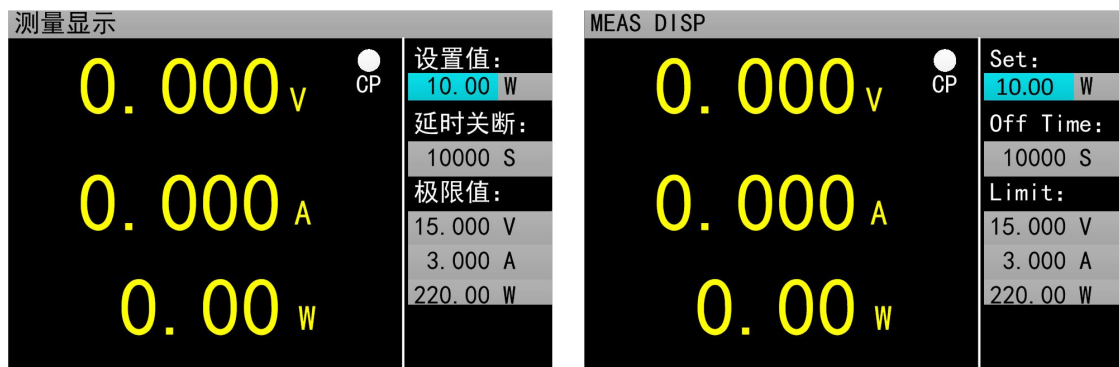 测量显示
0.000 V
CP
0.000 A
0.00 W
设置值:
10.00 W
延时关断:
10000 S
极限值:
15.000 V
3.000 A
220.00 W
MEAS DISP
0.000 V
CP
0.000 A
0.00 W
Set:
10.00 W
Off Time:
10000 S
Limit:
15.000 V
3.000 A
220.00 W